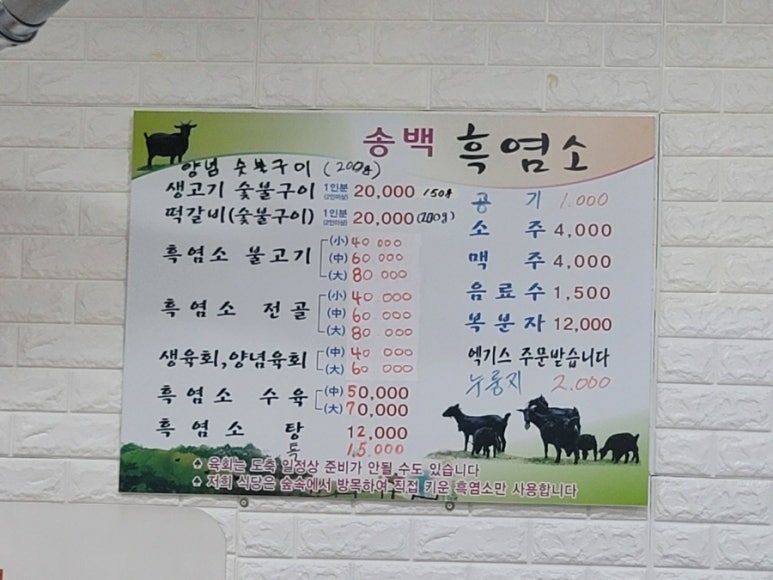 송백 흑염소
양념 숯불구이 (200g)
생고기 숯불구이 1인분 (2인이상) 20,000 150g
떡갈비(숯불구이) 1인분 (2인이상) 20,000 (200g)
흑염소 불고기 (小) 40 000
(中) 60 000
(大) 80 000
흑염소 전골 (小) 40 000
(中) 60 000
(大) 80 000
생육회,양념육회 (中) 40 000
(大) 60 000
흑염소 수육 (中) 50,000
(大) 70,000
흑염소 탕 12,000
특 15.000
공기 1.000
소주 4,000
맥주 4,000
음료수 1,500
복분자 12,000
엑기스 주문받습니다
누룽지 2.000
육회는 도축 일정상 준비가 안될 수도 있습니다
저희 식당은 숲속에서 방목하여 직접 키운 흑염소만 사용합니다